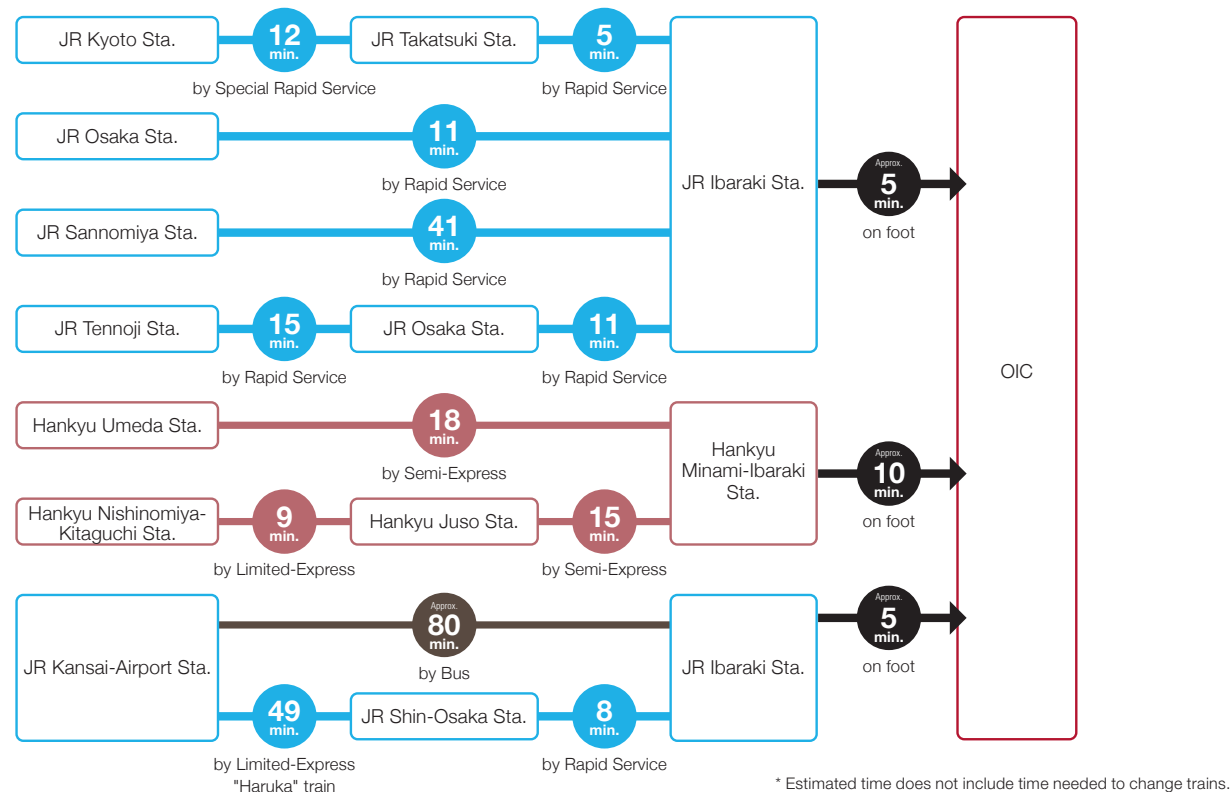 JR Kyoto Sta.
12
min.
by Special Rapid Service
JR Takatsuki Sta.
5
min.
by Rapid Service
JR Osaka Sta.
11
min.
by Rapid Service
JR Sannomiya Sta.
41
min.
by Rapid Service
JR Tennoji Sta.
15
min.
by Rapid Service
JR Osaka Sta.
11
min.
by Rapid Service
JR Ibaraki Sta.
Approx.
5
min.
on foot
Hankyu Umeda Sta.
18
min.
by Semi-Express
Hankyu Nishinomiya-
Kitaguchi Sta.
9
min.
by Limited-Express
Hankyu Juso Sta.
15
min.
by Semi-Express
Hankyu
Minami-Ibaraki
Sta.
Approx.
10
min.
on foot
JR Kansai-Airport Sta.
Approx.
80
min.
by Bus
49
min.
by Limited-Express
"Haruka" train
JR Shin-Osaka Sta.
8
min.
by Rapid Service
JR Ibaraki Sta.
Approx.
5
min.
on foot
OIC
* Estimated time does not include time needed to change trains.